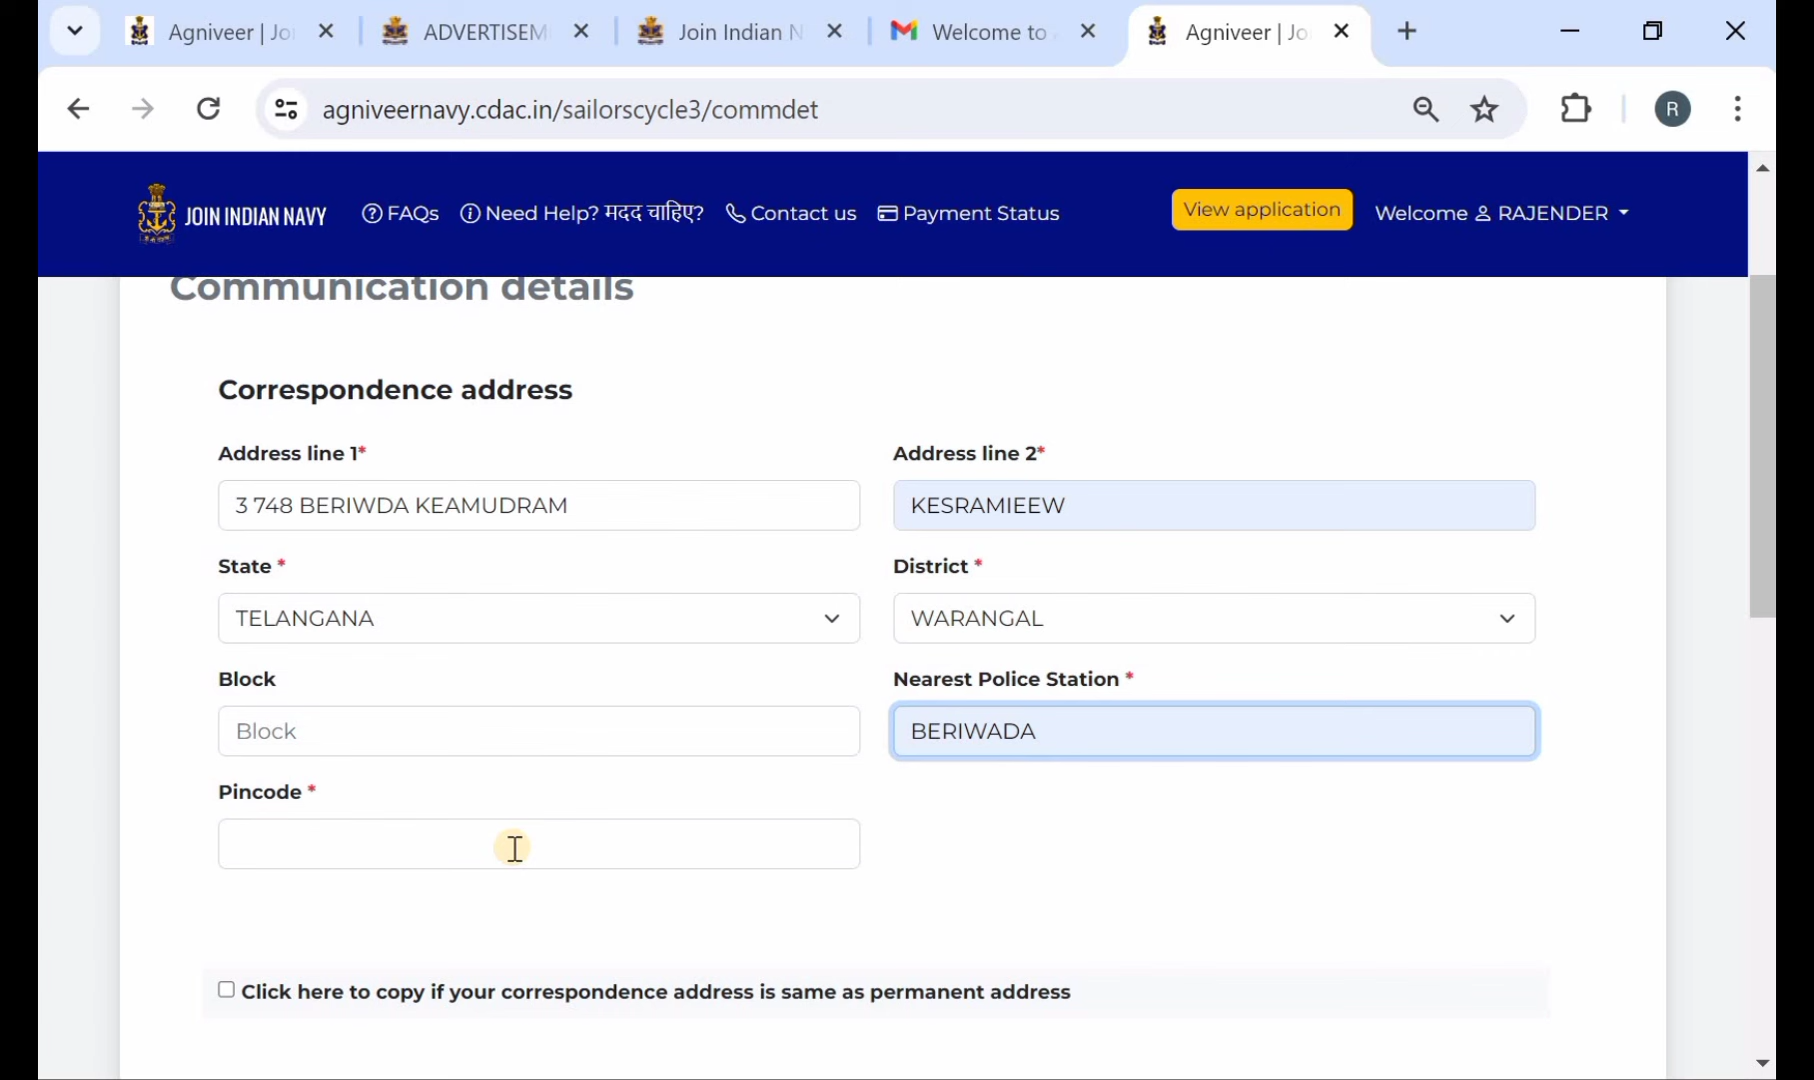 Agniveer | Jo
ADVERTISEM
Join Indian N
Welcome to
Agniveer | Jo
agniveernavy.cdac.in/sailorscycle3/commdet
R
JOIN INDIAN NAVY
FAQs
Need Help? मदद चाहिए?
Contact us
Payment Status
View application
Welcome RAJENDER
Communication details
Correspondence address
Address line 1*
Address line 2*
3 748 BERIWDA KEAMUDRAM
KESRAMIEEW
State *
District *
TELANGANA
WARANGAL
Block
Nearest Police Station *
Block
BERIWADA
Pincode *
Click here to copy if your correspondence address is same as permanent address